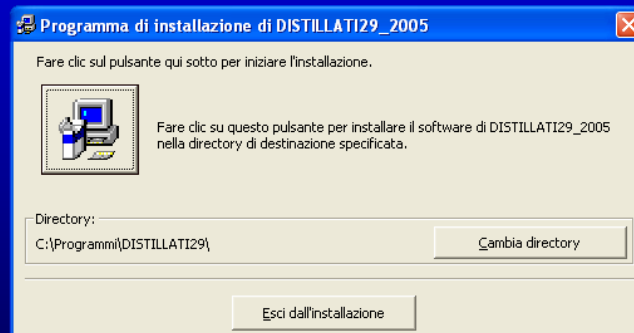 Programma di installazione di DISTILLATI29_2005
Fare clic sul pulsante qui sotto per iniziare l'installazione.
Fare clic su questo pulsante per installare il software di DISTILLATI29_2005
nella directory di destinazione specificata.
Directory:
C:\Programmi\DISTILLATI29\
Cambia directory
Esci dall'installazione